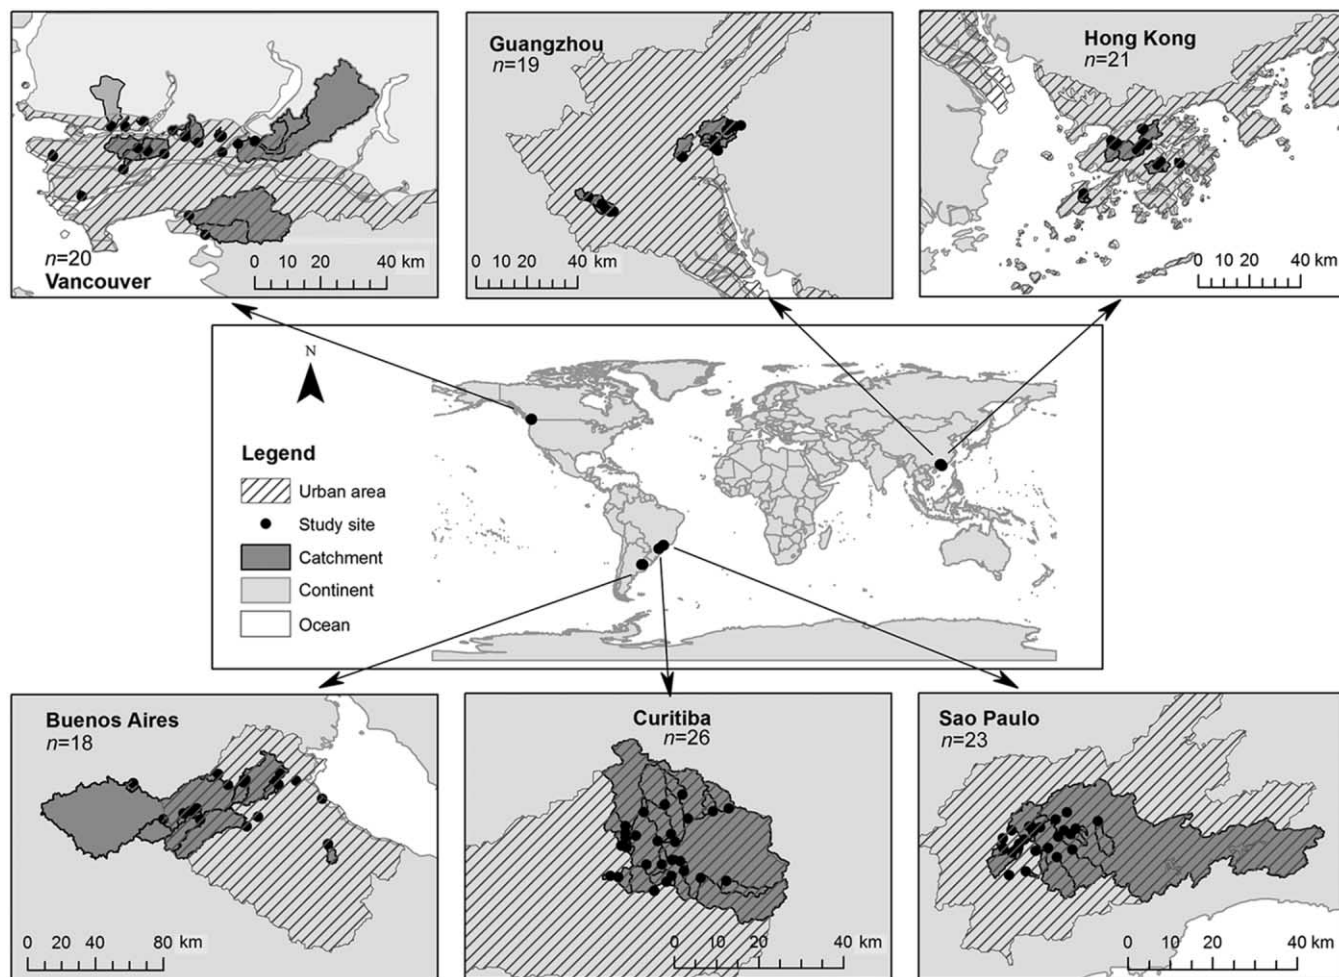 Guangzhou
n=19
Hong Kong
n=21
n=20
Vancouver
0 10 20 40 km
0 20 40 km
0 10 20 40 km
N
Legend
Urban area
Study site
Catchment
Continent
Ocean
Buenos Aires
n=18
0 20 40 80 km
Curitiba
n=26
0 10 20 40 km
Sao Paulo
n=23
0 10 20 40 km